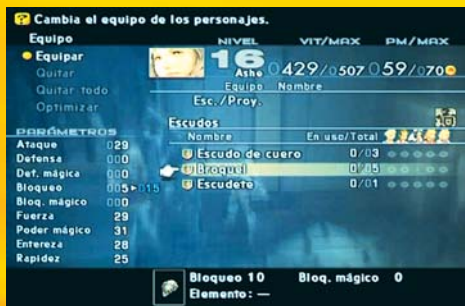 Cambia el equipo de los personajes.
Equipo
NIVEL VIT/MAX PM/MAX
Equipar
16
Ashe 0429/0507 059/070
Quitar
Equipo Nombre
Quitar todo
Esc./Proy.
Optimizar
Escudos
Nombre En uso/Total
PARÁMETROS
Ataque 029
Escudo de cuero 0/03
Defensa 000
Broquel 0/05
Def. mágica 000
Escudete 0/01
Bloqueo 005 ▸ 015
Bloq. mágico 000
Fuerza 29
Poder mágico 31
Entereza 28
Rapidez 25
Bloqueo 10 Bloq. mágico 0
Elemento: —